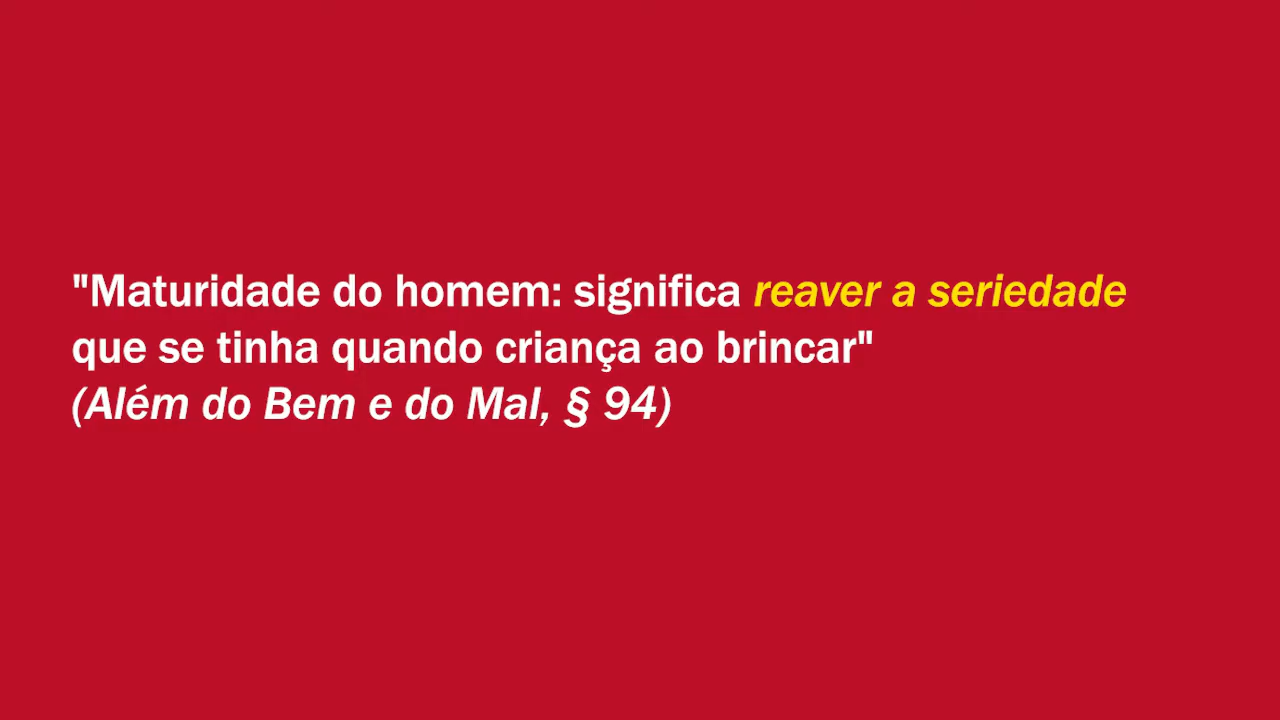 "Maturidade do homem: significa reaver a seriedade
que se tinha quando criança ao brincar"
(Além do Bem e do Mal, § 94)